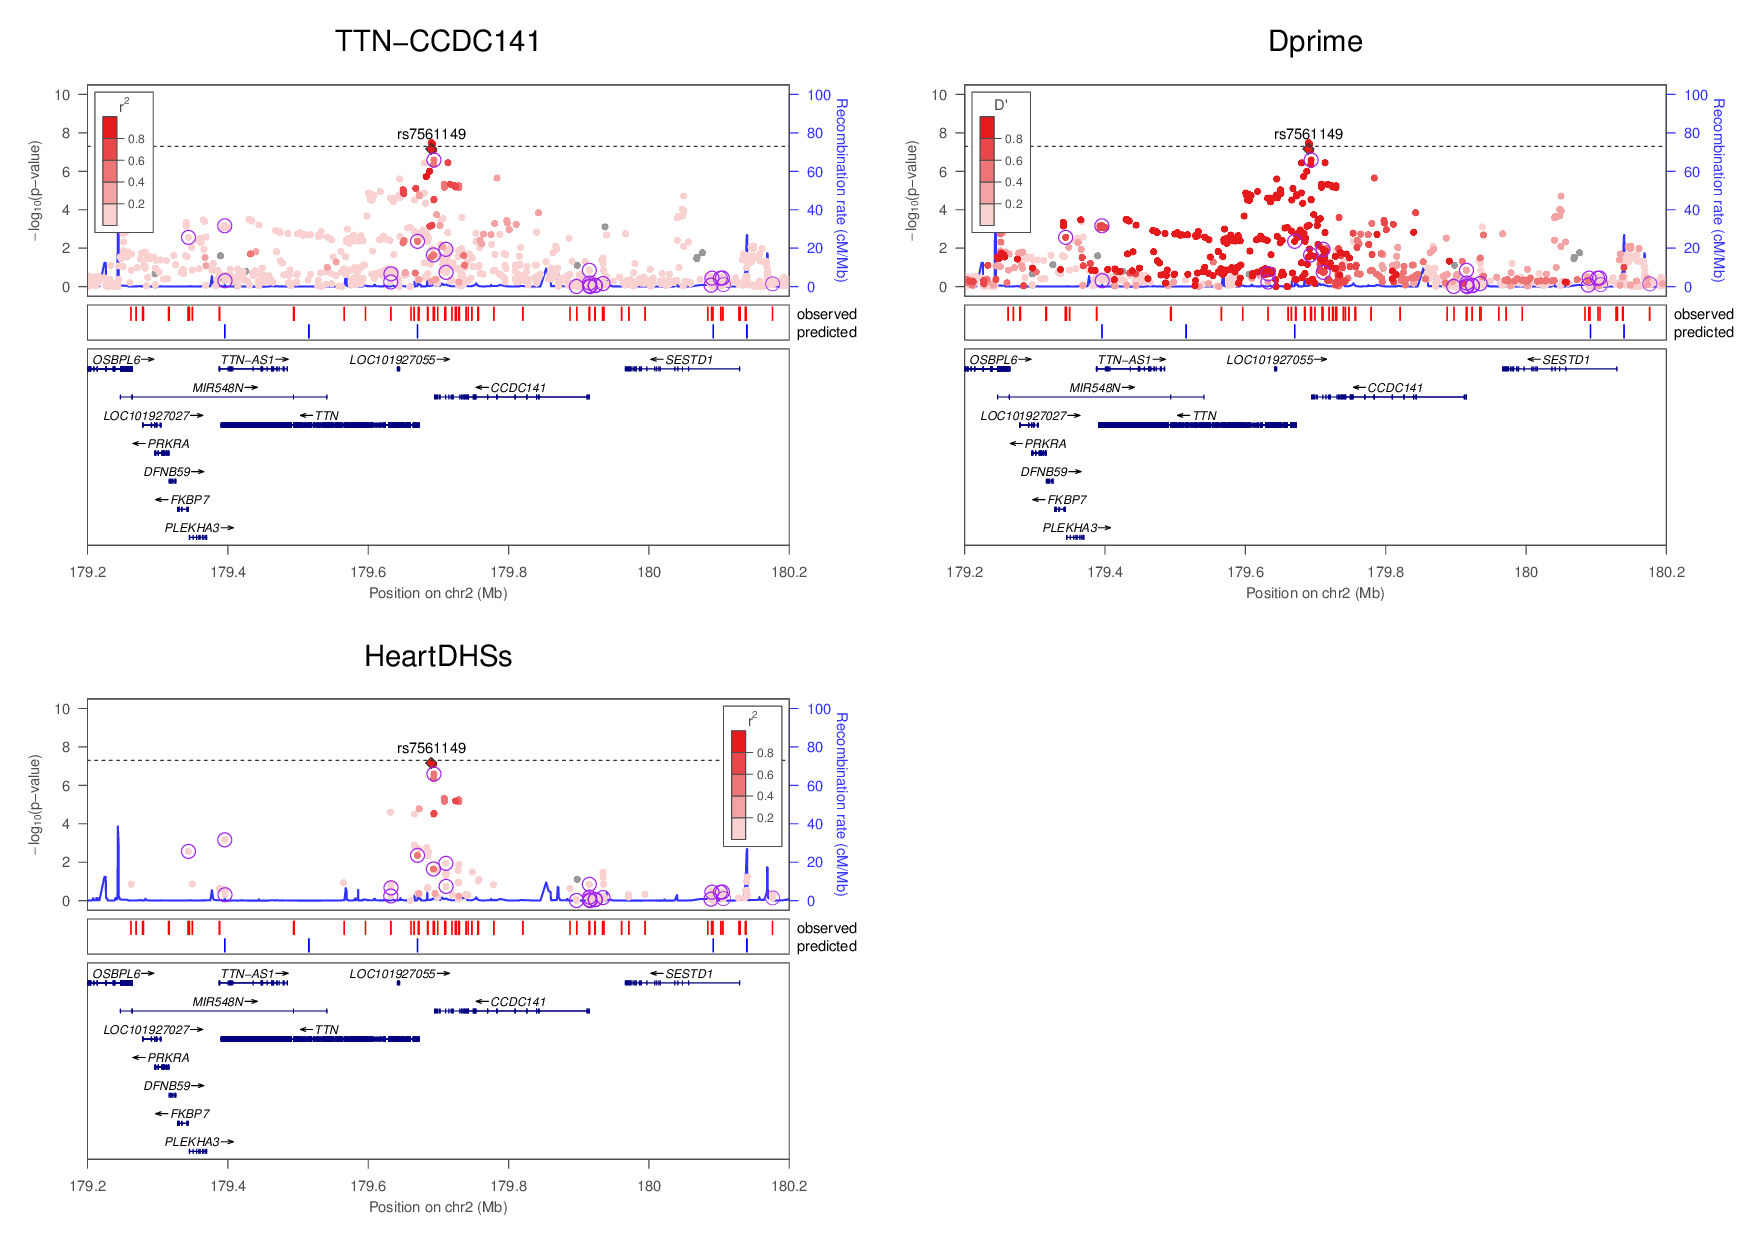 TTN−CCDC141
10
8
6
4
2
0
−log10(p−value)
r2
0.8
0.6
0.4
0.2
rs7561149
100
80
60
40
20
0
Recombination rate (cM/Mb)
observed
predicted
OSBPL6
TTN−AS1
LOC101927055
SESTD1
MIR548N
CCDC141
LOC101927027
TTN
PRKRA
DFNB59
FKBP7
PLEKHA3
179.2
179.4
179.6
179.8
180
180.2
Position on chr2 (Mb)
Dprime
10
8
6
4
2
0
−log10(p−value)
D'
0.8
0.6
0.4
0.2
rs7561149
100
80
60
40
20
0
Recombination rate (cM/Mb)
observed
predicted
OSBPL6
TTN−AS1
LOC101927055
SESTD1
MIR548N
CCDC141
LOC101927027
TTN
PRKRA
DFNB59
FKBP7
PLEKHA3
179.2
179.4
179.6
179.8
180
180.2
Position on chr2 (Mb)
HeartDHSs
10
8
6
4
2
0
−log10(p−value)
rs7561149
r2
0.8
0.6
0.4
0.2
100
80
60
40
20
0
Recombination rate (cM/Mb)
observed
predicted
OSBPL6
TTN−AS1
LOC101927055
SESTD1
MIR548N
CCDC141
LOC101927027
TTN
PRKRA
DFNB59
FKBP7
PLEKHA3
179.2
179.4
179.6
179.8
180
180.2
Position on chr2 (Mb)